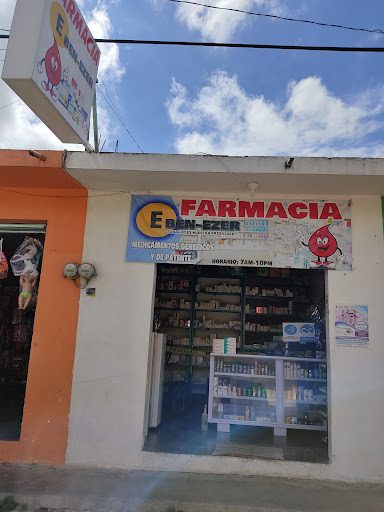 FARMACIA
EBEN-EZER
FARMACIA
EBEN-EZER
MEDICAMENTOS GENERICOS
Y DE PATENTE
HORARIO: 7AM-10PM